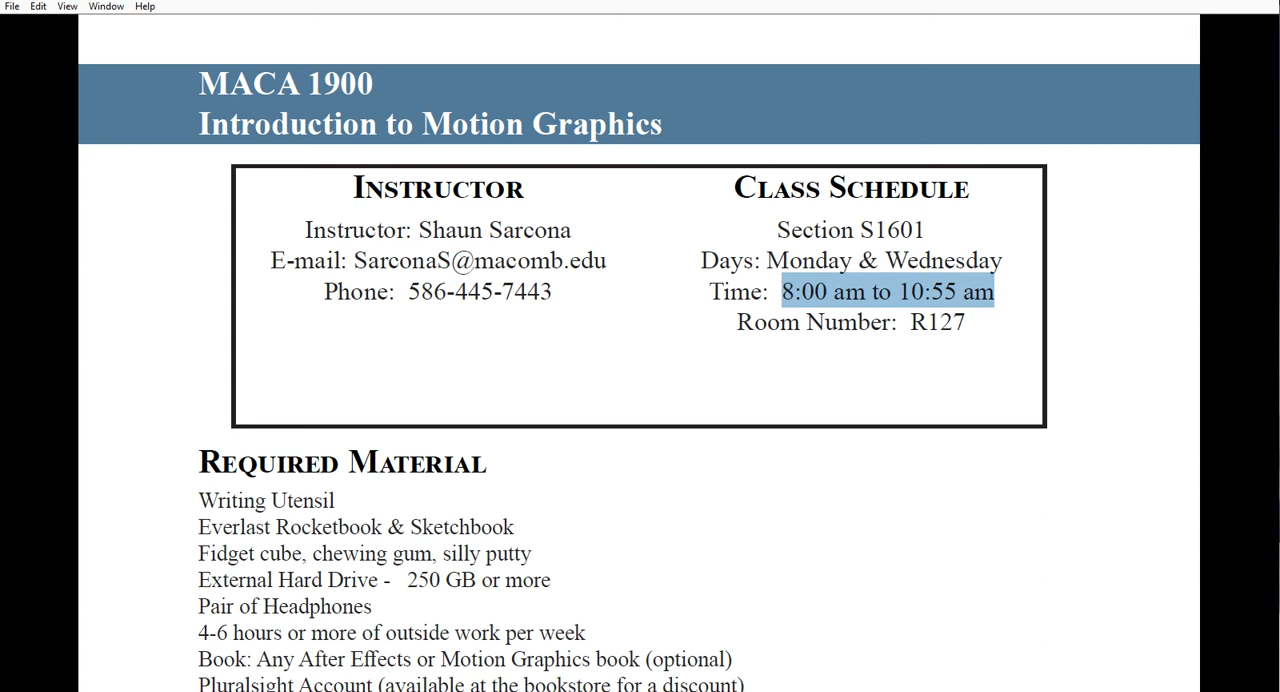 File Edit View Window Help
MACA 1900
Introduction to Motion Graphics
Instructor
Instructor: Shaun Sarcona
E-mail: SarconaS@macomb.edu
Phone: 586-445-7443
Class Schedule
Section S1601
Days: Monday & Wednesday
Time: 8:00 am to 10:55 am
Room Number: R127
Required Material
Writing Utensil
Everlast Rocketbook & Sketchbook
Fidget cube, chewing gum, silly putty
External Hard Drive - 250 GB or more
Pair of Headphones
4-6 hours or more of outside work per week
Book: Any After Effects or Motion Graphics book (optional)
Pluralsight Account (available at the bookstore for a discount)